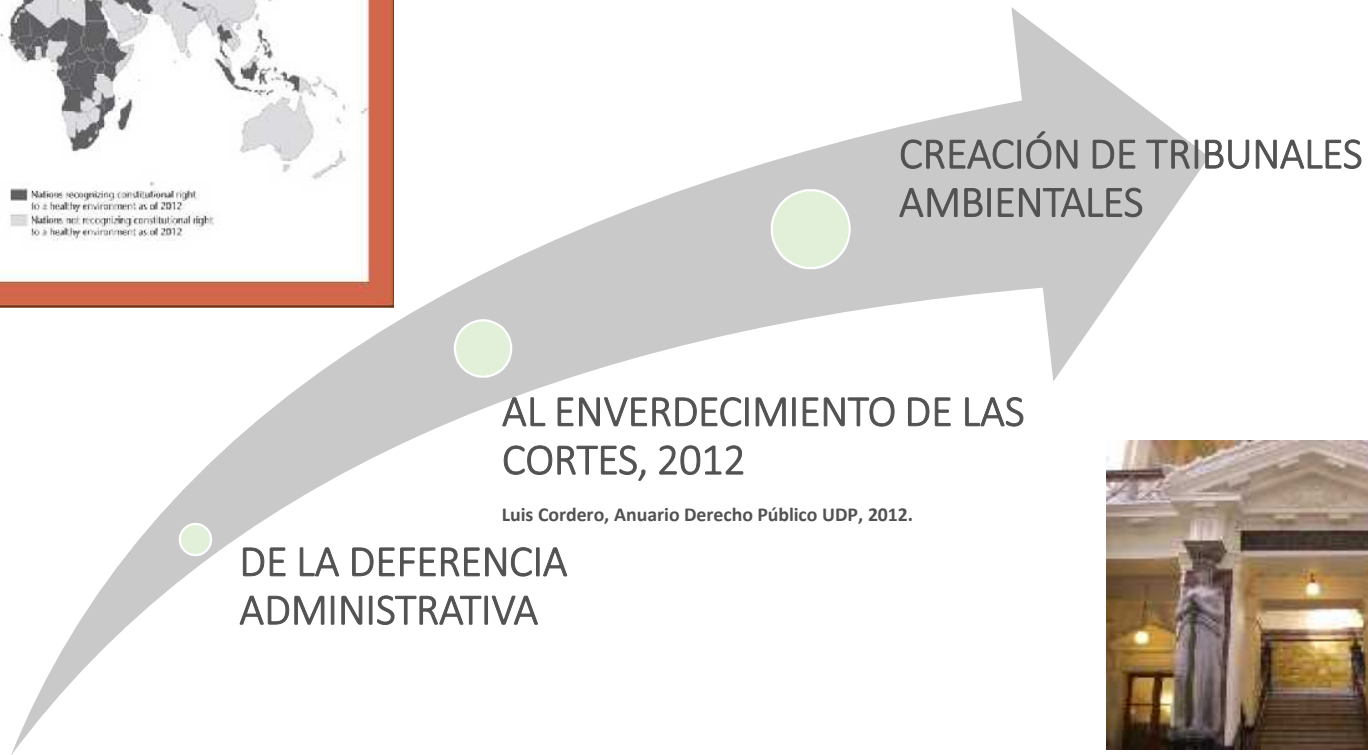 Nations recognizing constitutional right
to a healthy environment as of 2012
Nations not recognizing constitutional right
to a healthy environment as of 2012
CREACIÓN DE TRIBUNALES
AMBIENTALES
AL ENVERDECIMIENTO DE LAS
CORTES, 2012
Luis Cordero, Anuario Derecho Público UDP, 2012.
DE LA DEFERENCIA
ADMINISTRATIVA